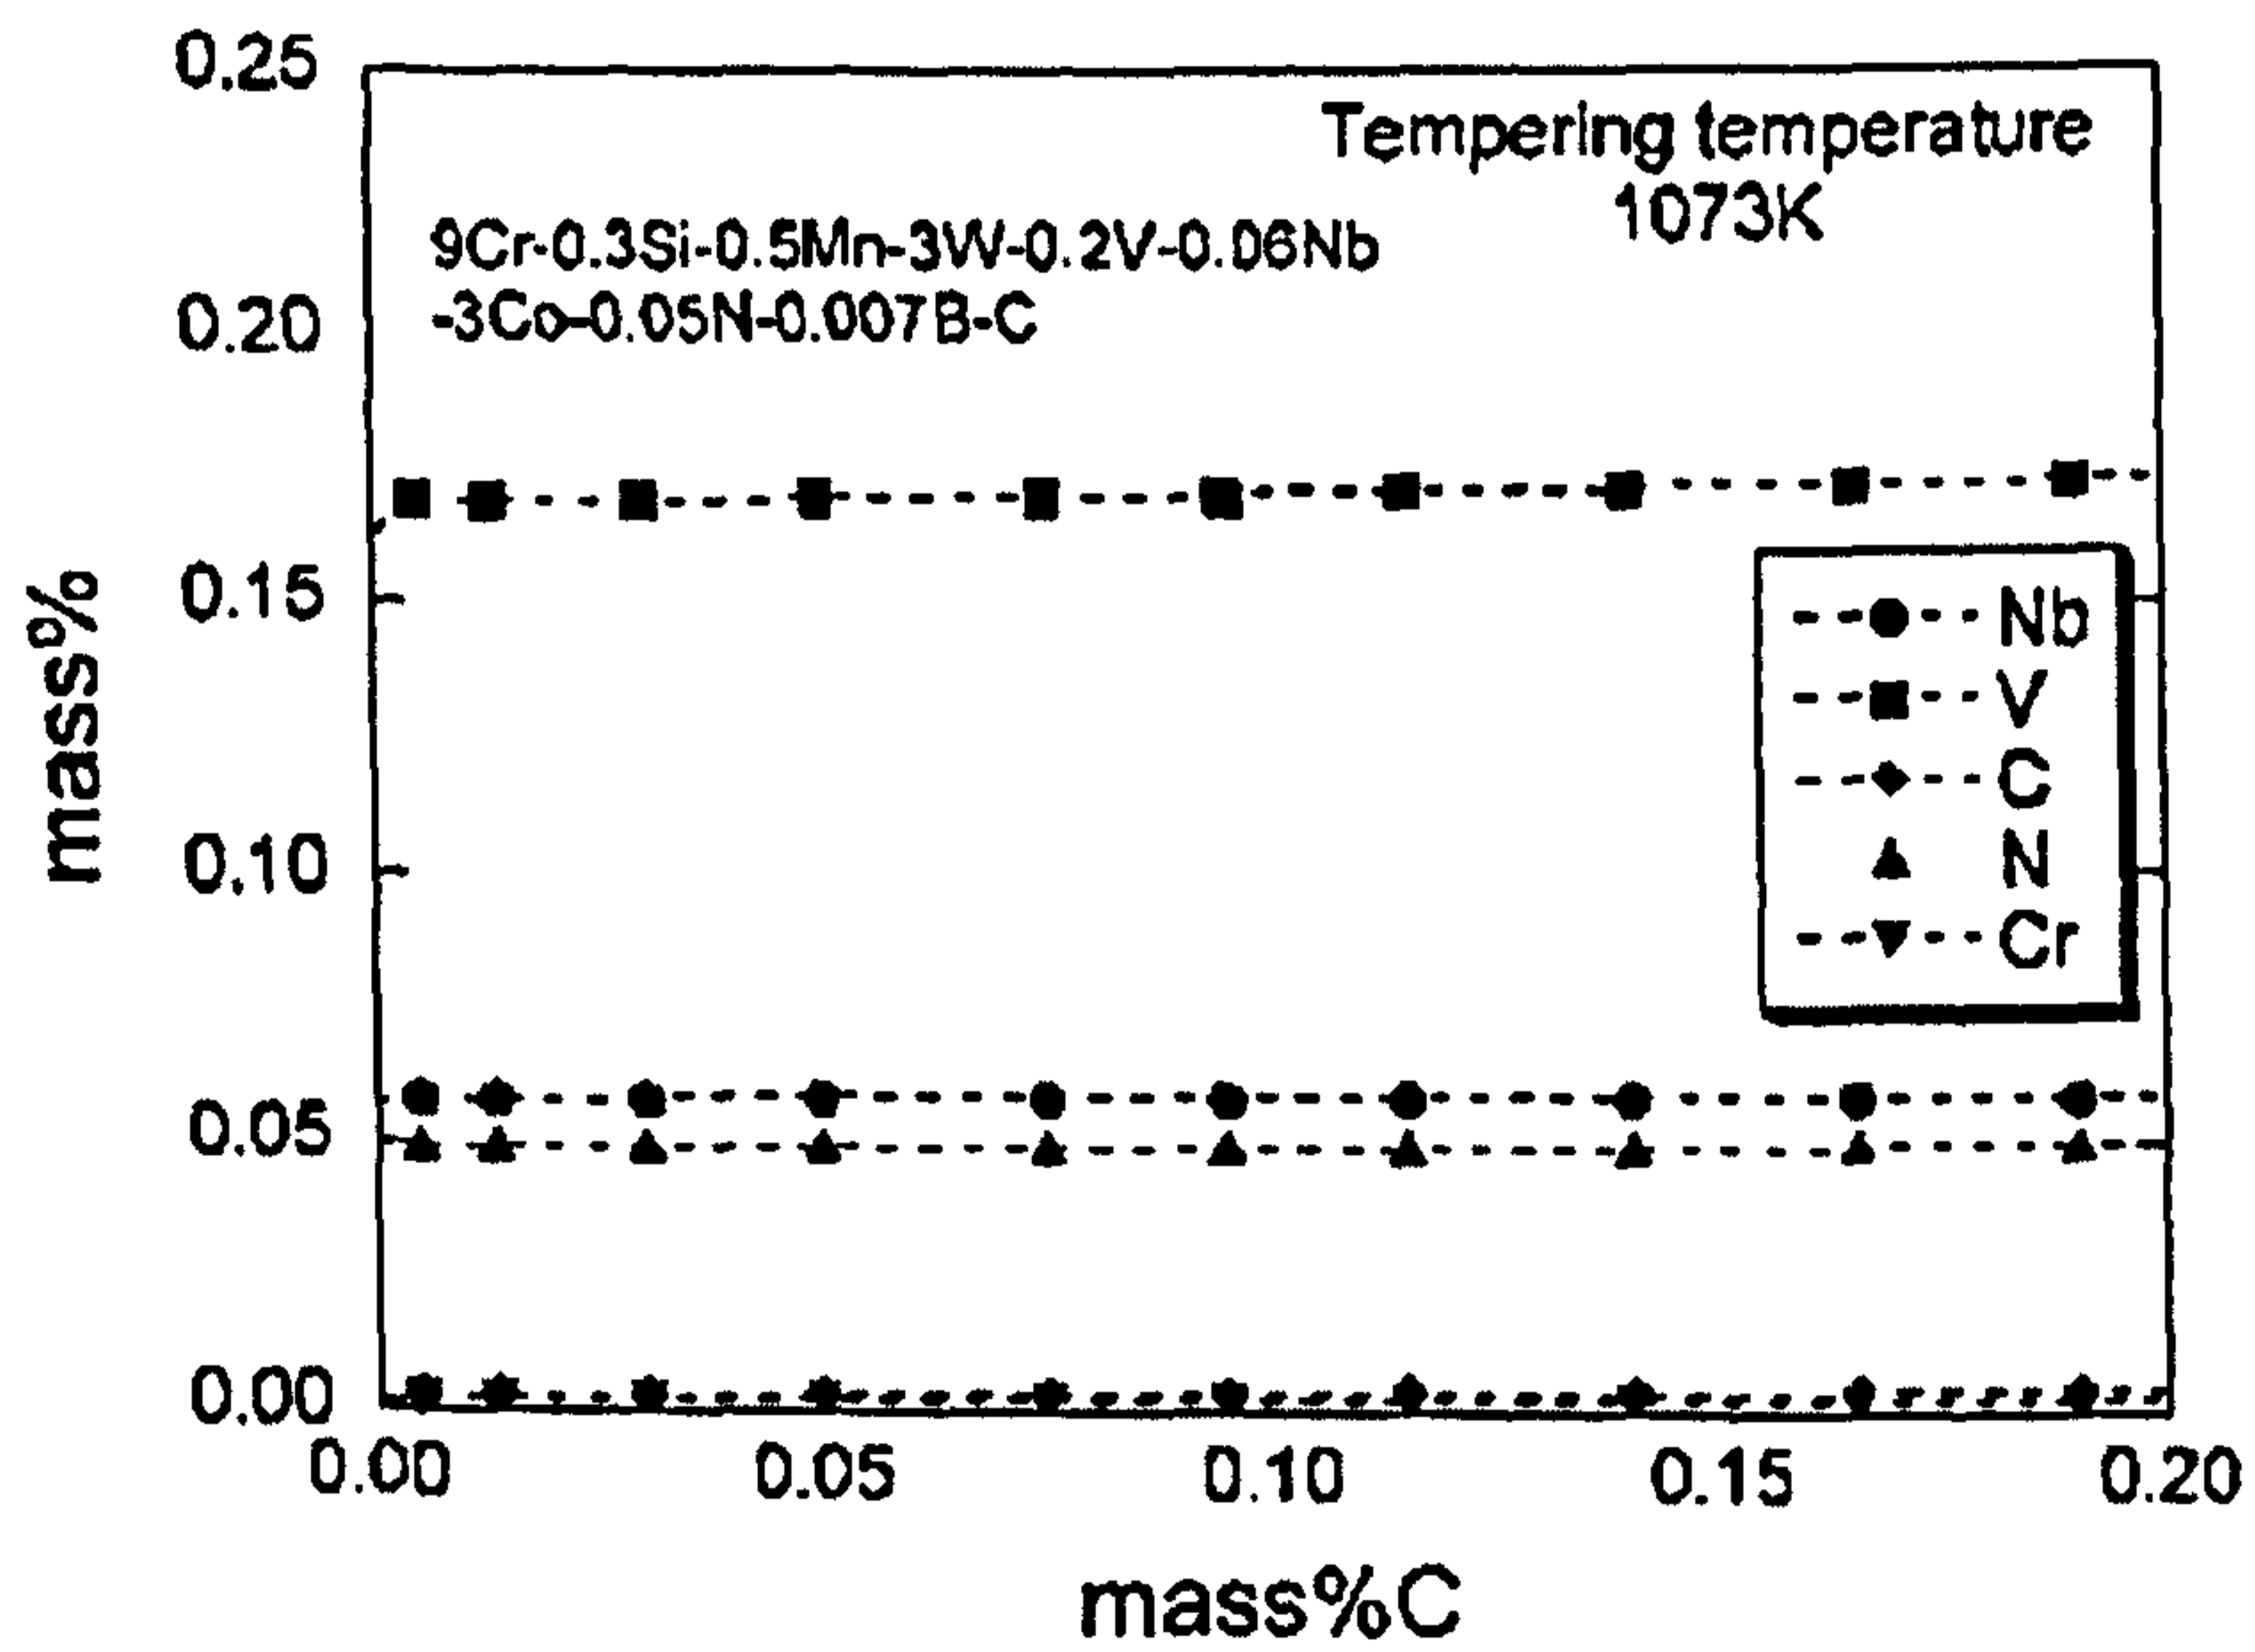 0.25
Tempering temperature
1073K
9Cr-0.3Si-0.5Mn-3W-0.2V-0.06Nb
-3Co-0.05N-0.007B-C
0.20
0.15
0.10
0.05
0.00
mass%
Nb
V
C
N
Cr
0.00 0.05 0.10 0.15 0.20
mass%C